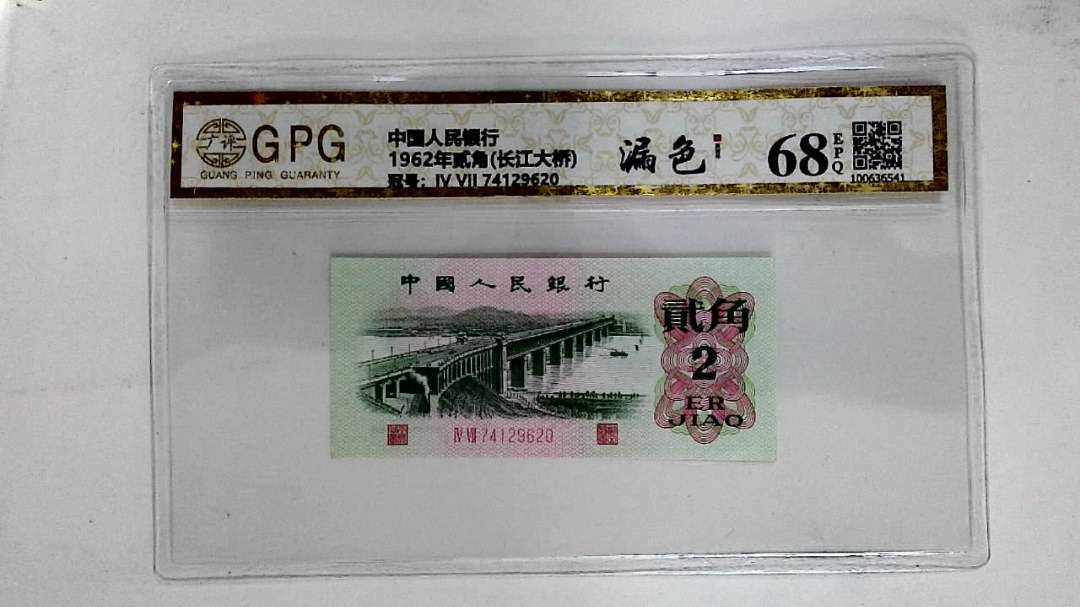 GPG
GUANG PING GUARANTY
中国人民银行
1962年贰角(长江大桥)
冠号: IV VII 74129620
漏色
68
EPQ
100636541
中國人民銀行
貳角
2
ER
JIAO
IV VII 74129620